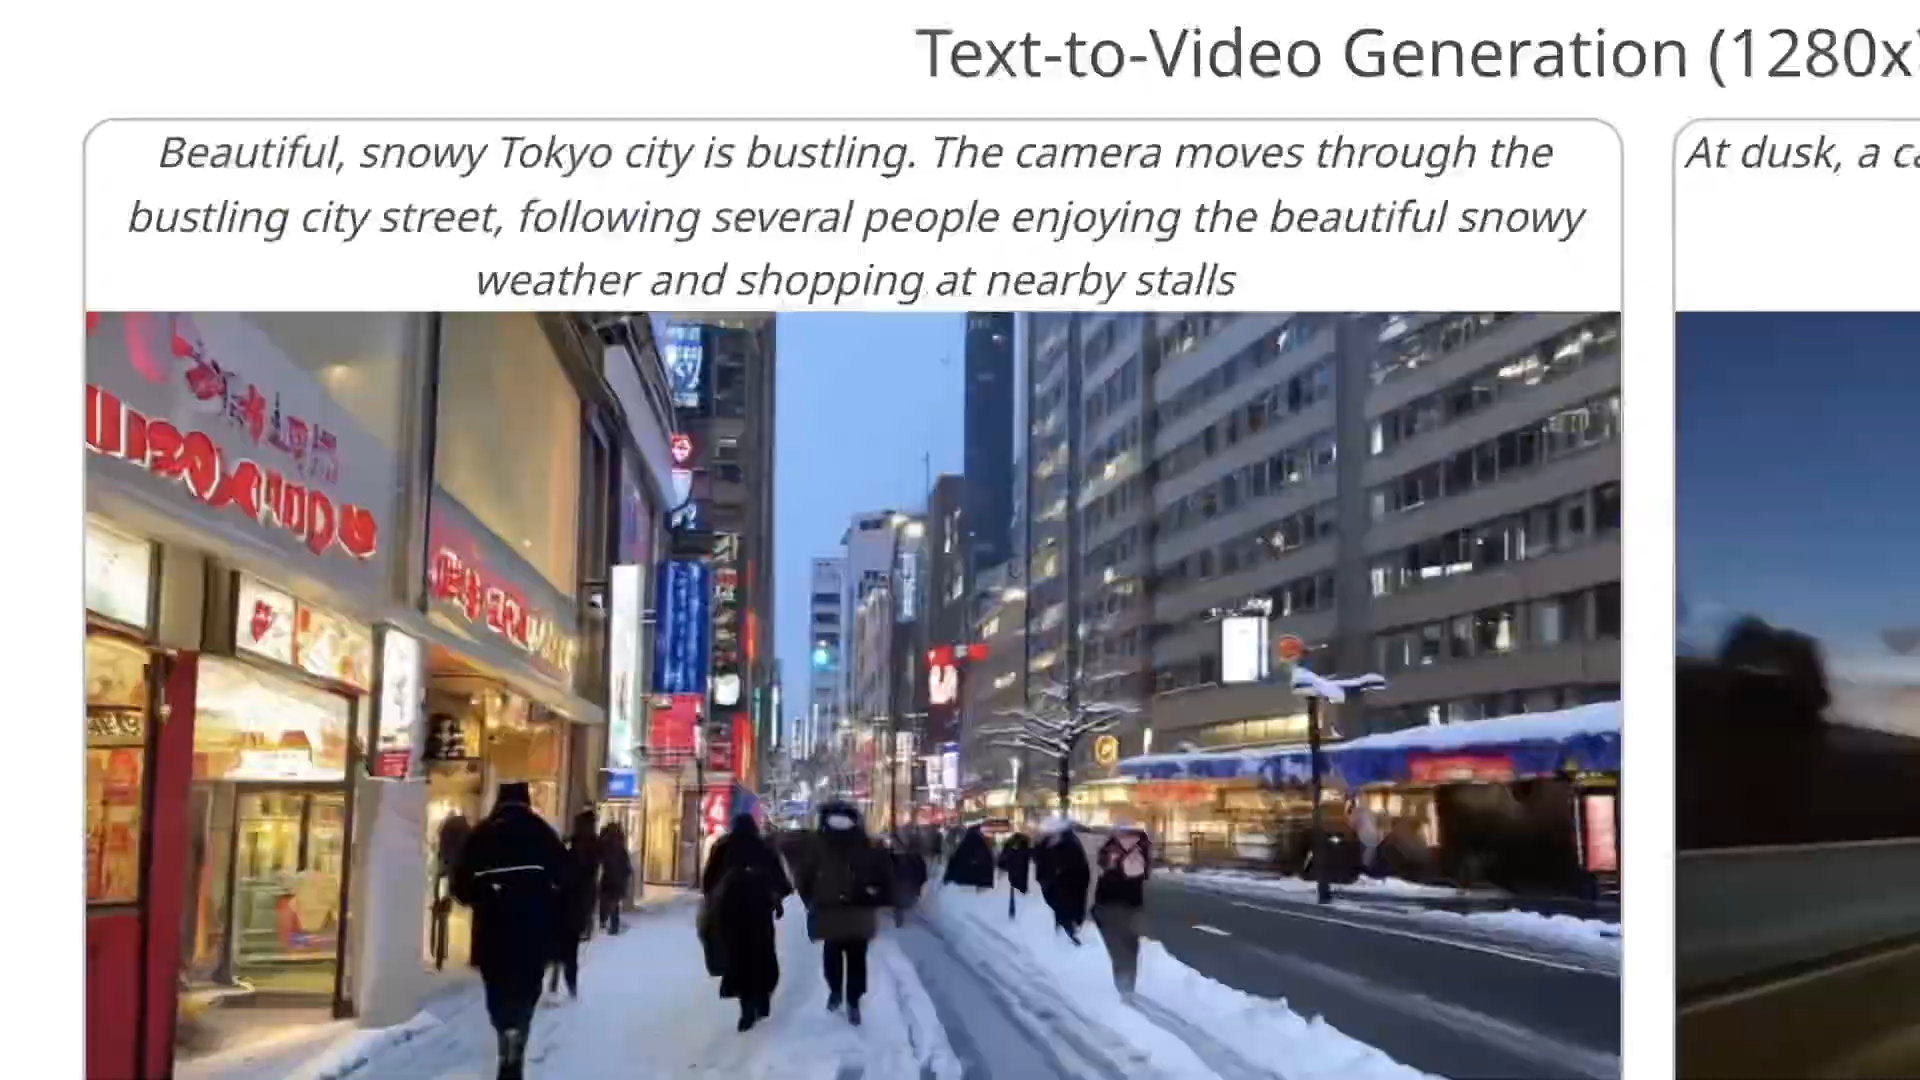 Text-to-Video Generation (1280x
Beautiful, snowy Tokyo city is bustling. The camera moves through the
bustling city street, following several people enjoying the beautiful snowy
weather and shopping at nearby stalls
At dusk, a ca